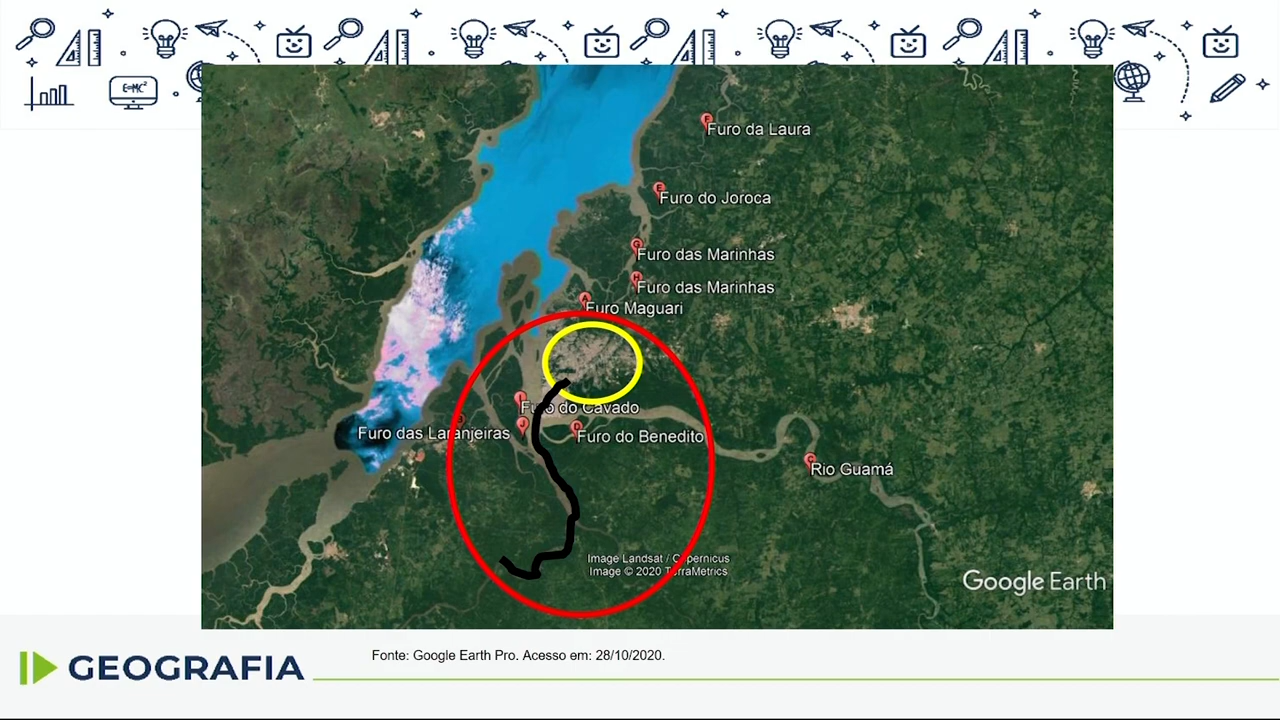 E=MC²
Furo da Laura
Furo do Joroca
Furo das Marinhas
Furo das Marinhas
Furo Maguari
Furo do Cavado
Furo das Laranjeiras
Furo do Benedito
Rio Guamá
Image Landsat / Copernicus
Image © 2020 TerraMetrics
Google Earth
GEOGRAFIA
Fonte: Google Earth Pro. Acesso em: 28/10/2020.